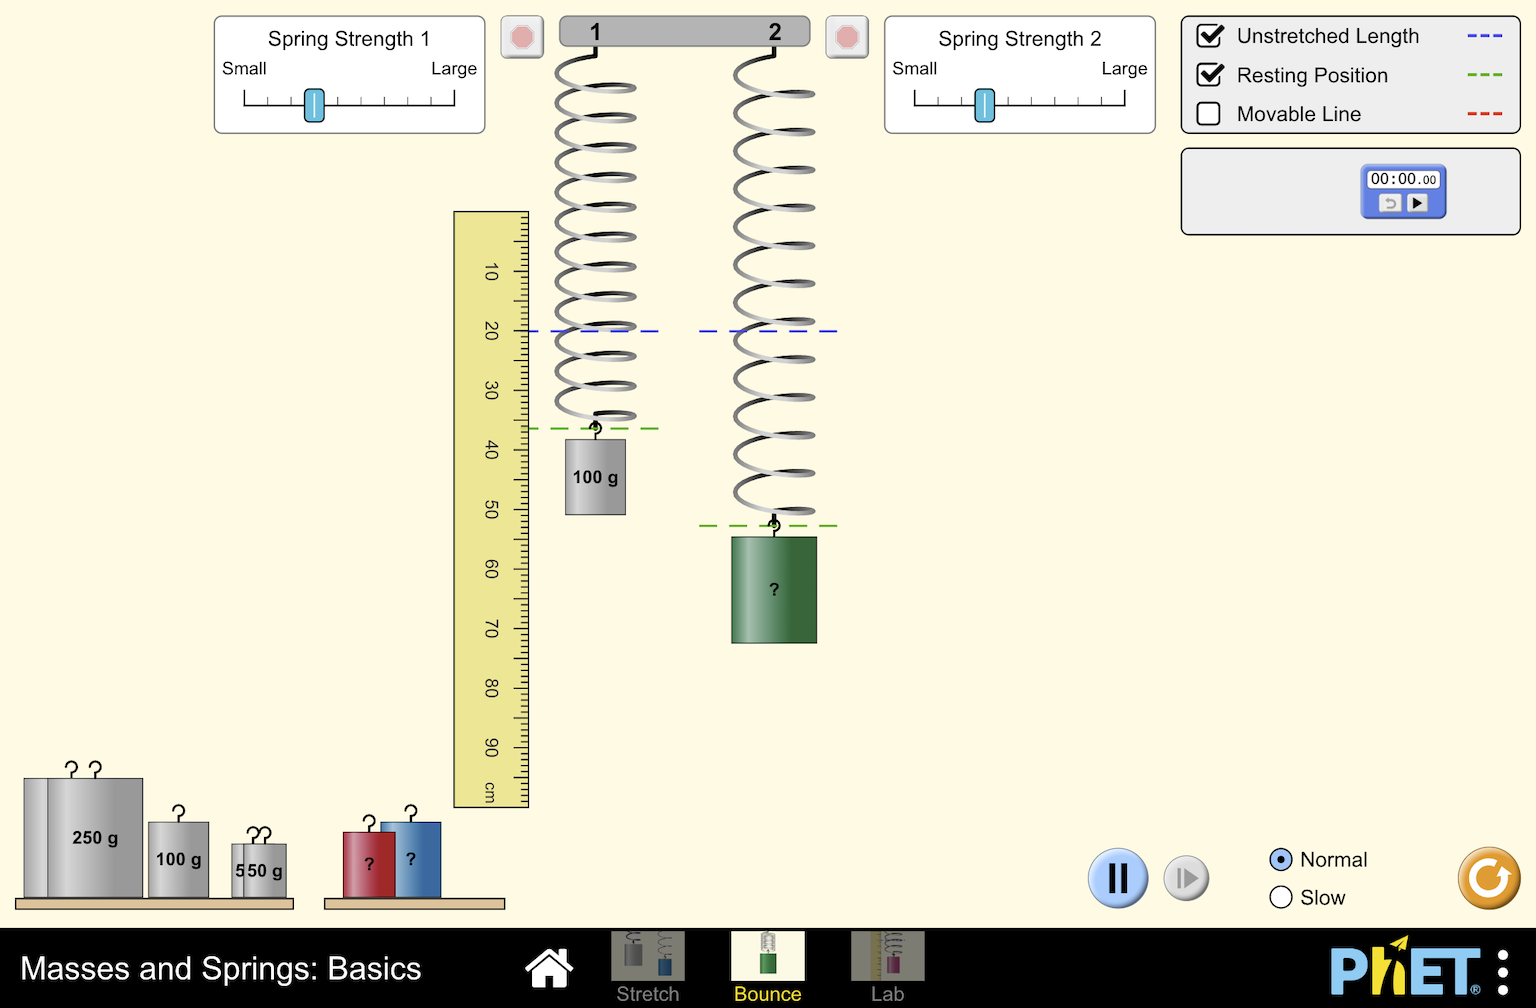 Spring Strength 1
Small Large
1 2
Spring Strength 2
Small Large
Unstretched Length
Resting Position
Movable Line
00:00.00
10
20
30
40
50
60
70
80
90
cm
100 g
?
250 g
100 g
5
50 g
?
?
Normal
Slow
Masses and Springs: Basics
Stretch
Bounce
Lab
PhET®